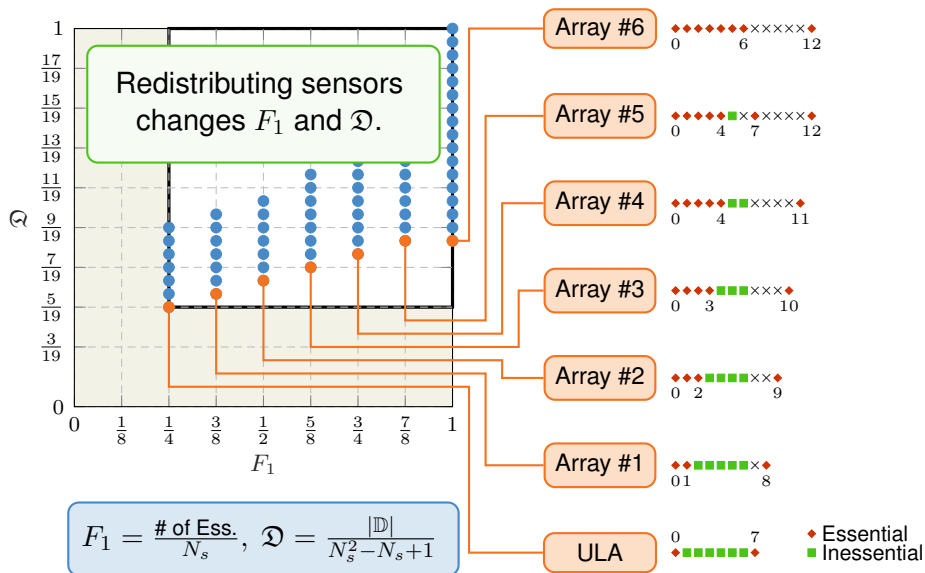 Redistributing sensors
changes F₁ and 𝔇.
1
17/19
15/19
13/19
11/19
9/19
7/19
5/19
3/19
0
𝔇
0 1/8 1/4 3/8 1/2 5/8 3/4 7/8 1
F₁
F₁ = # of Ess./Nₛ, 𝔇 = |𝔻|/(Nₛ²−Nₛ+1)
Array #6
0 6 ××××× 12
Array #5
0 4 × 7 ×××× 12
Array #4
0 4 ××××× 11
Array #3
0 3 ××× 10
Array #2
0 2 ×× 9
Array #1
0 1 × 8
ULA
0 7
Essential
Inessential